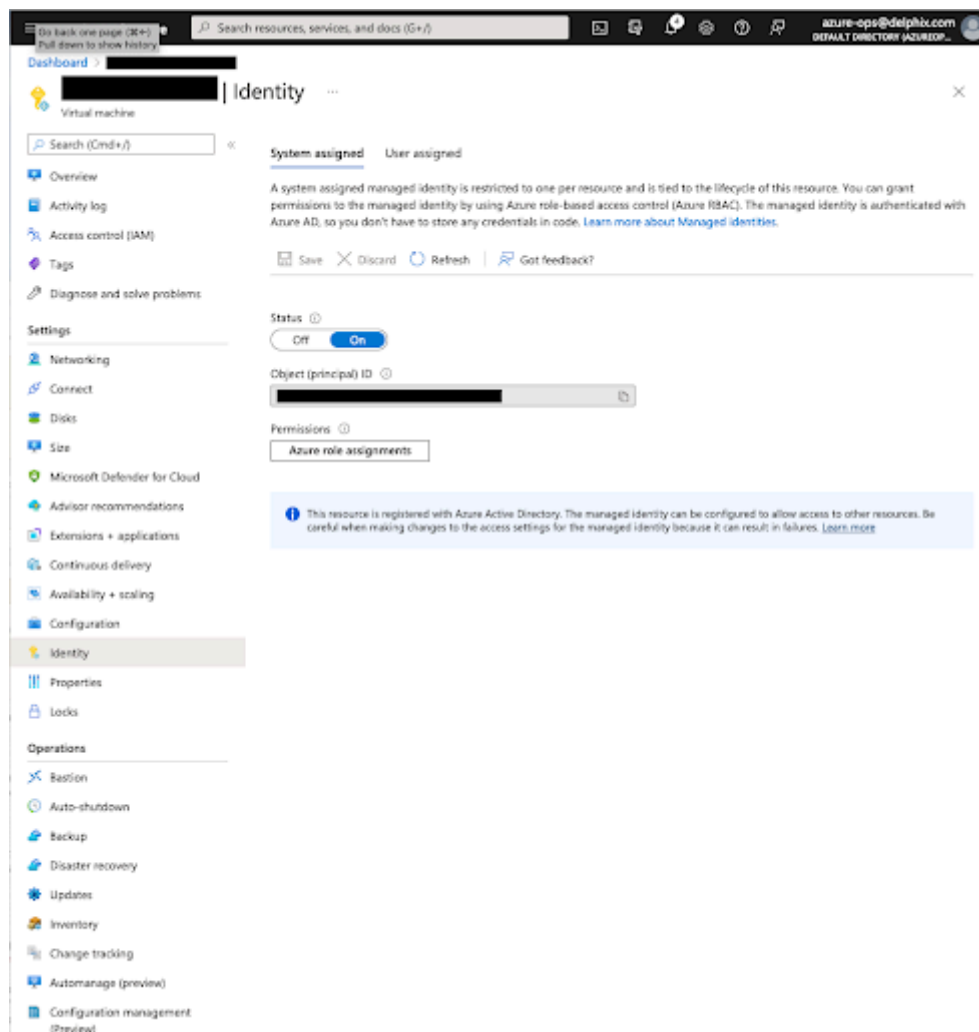 Go back one page (⌘←)
Pull down to show history
e
Search resources, services, and docs (G+/)
4
azure-ops@delphix.com
DEFAULT DIRECTORY (AZUREOP...
Dashboard >
| Identity ...
Virtual machine
Search (Cmd+/)
«
Overview
Activity log
Access control (IAM)
Tags
Diagnose and solve problems
Settings
Networking
Connect
Disks
Size
Microsoft Defender for Cloud
Advisor recommendations
Extensions + applications
Continuous delivery
Availability + scaling
Configuration
Identity
Properties
Locks
Operations
Bastion
Auto-shutdown
Backup
Disaster recovery
Updates
Inventory
Change tracking
Automanage (preview)
Configuration management
(Preview)
System assigned User assigned
A system assigned managed identity is restricted to one per resource and is tied to the lifecycle of this resource. You can grant
permissions to the managed identity by using Azure role-based access control (Azure RBAC). The managed identity is authenticated with
Azure AD, so you don't have to store any credentials in code. Learn more about Managed identities.
Save Discard Refresh Got feedback?
Status
Off On
Object (principal) ID
Permissions
Azure role assignments
This resource is registered with Azure Active Directory. The managed identity can be configured to allow access to other resources. Be
careful when making changes to the access settings for the managed identity because it can result in failures. Learn more